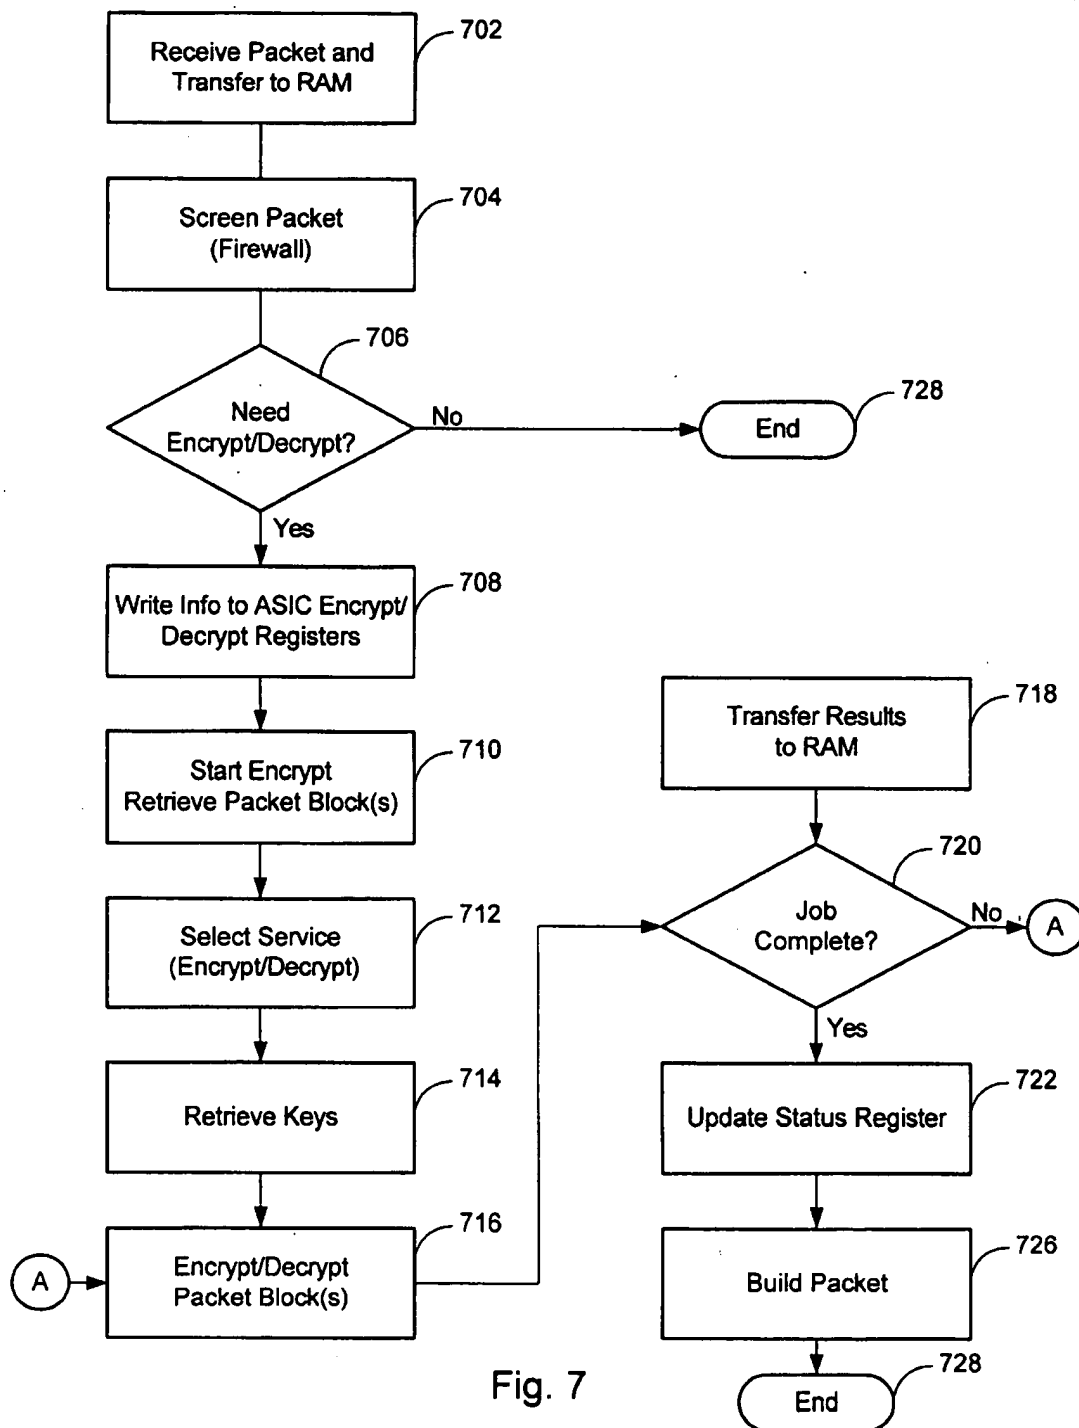 702
Receive Packet and
Transfer to RAM
704
Screen Packet
(Firewall)
706
Need
Encrypt/Decrypt?
No
728
End
Yes
708
Write Info to ASIC Encrypt/
Decrypt Registers
710
Start Encrypt
Retrieve Packet Block(s)
712
Select Service
(Encrypt/Decrypt)
714
Retrieve Keys
716
A
Encrypt/Decrypt
Packet Block(s)
718
Transfer Results
to RAM
720
Job
Complete?
No
A
Yes
722
Update Status Register
726
Build Packet
728
End
Fig. 7